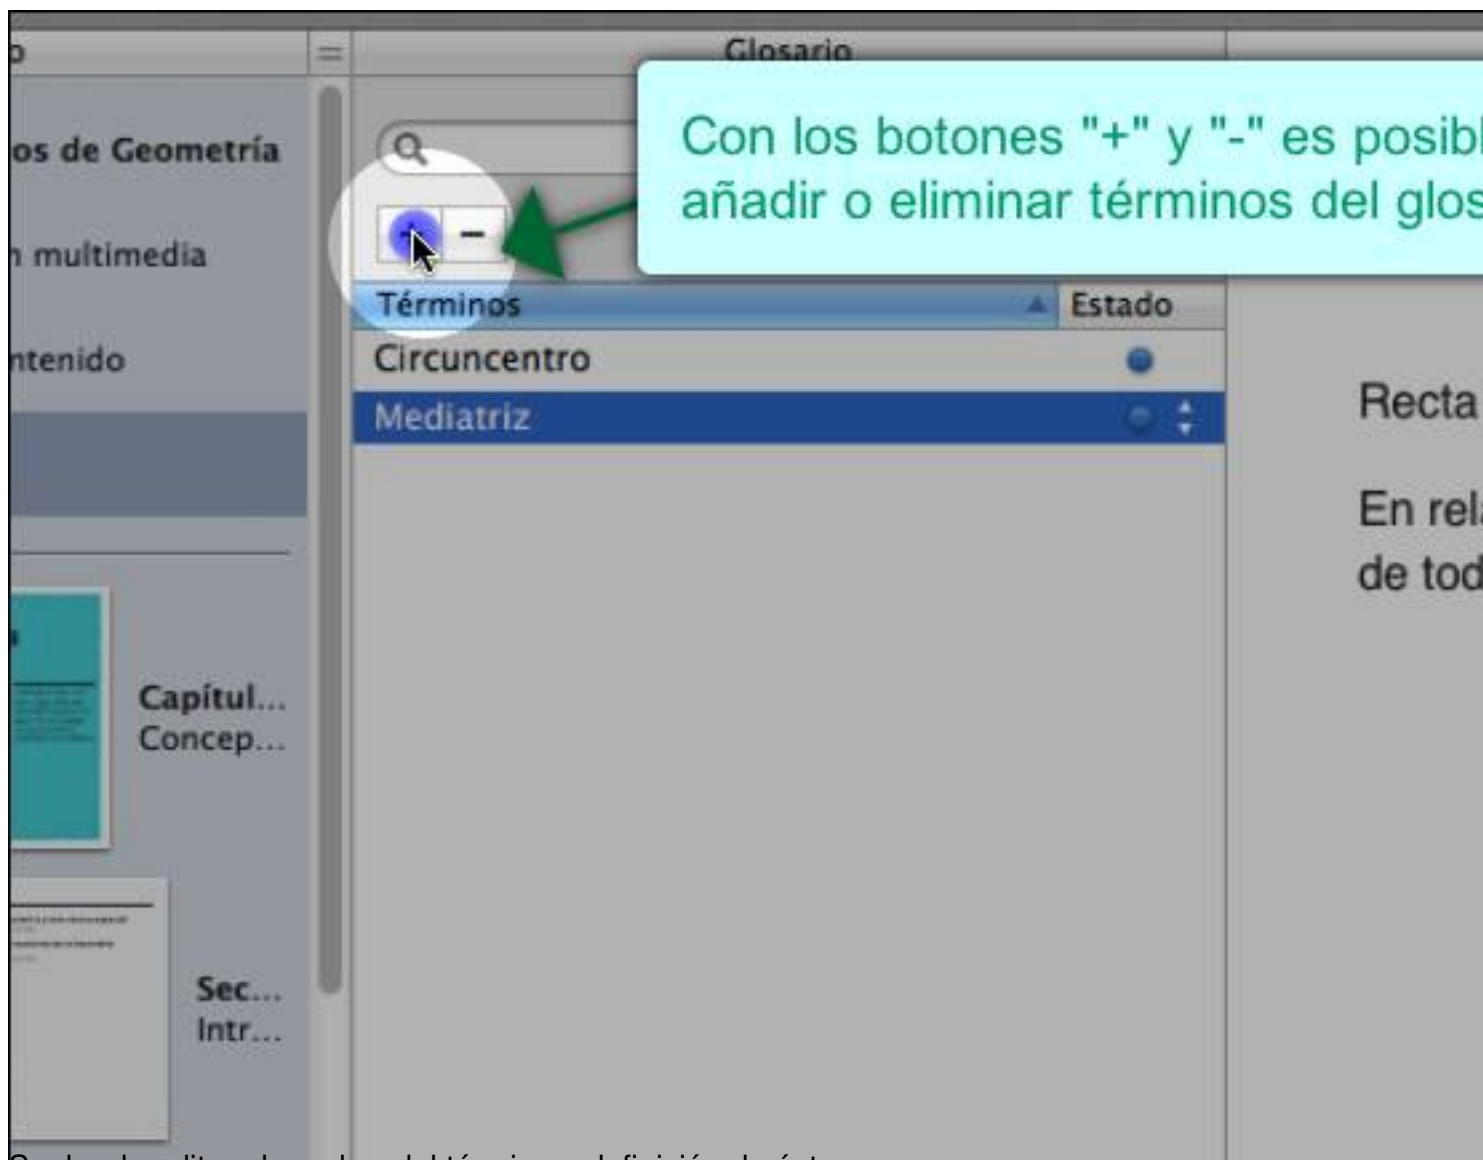 Glosario
os de Geometría
Con los botones "+" y "-" es posib
añadir o eliminar términos del glos
multimedia
Términos
Estado
ntenido
Circuncentro
Mediatriz
Recta
En rel
de tod
Capítul...
Concep...
Sec...
Intr...